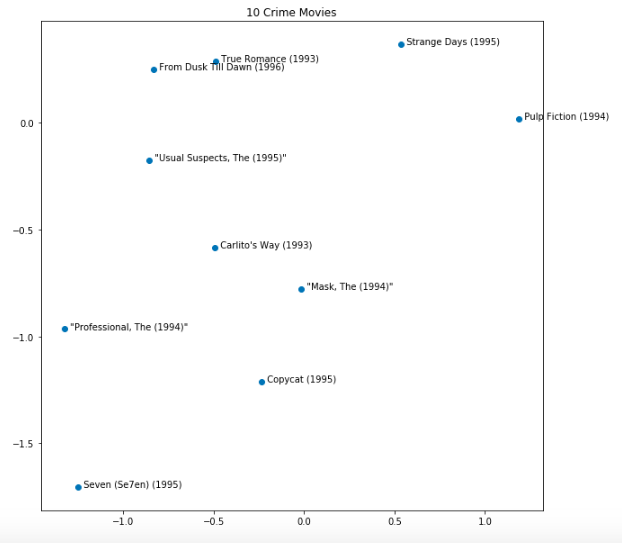 10 Crime Movies
Strange Days (1995)
True Romance (1993)
From Dusk Till Dawn (1996)
0.0
Pulp Fiction (1994)
"Usual Suspects, The (1995)"
−0.5
Carlito's Way (1993)
"Mask, The (1994)"
"Professional, The (1994)"
−1.0
Copycat (1995)
−1.5
Seven (Se7en) (1995)
−1.0 −0.5 0.0 0.5 1.0